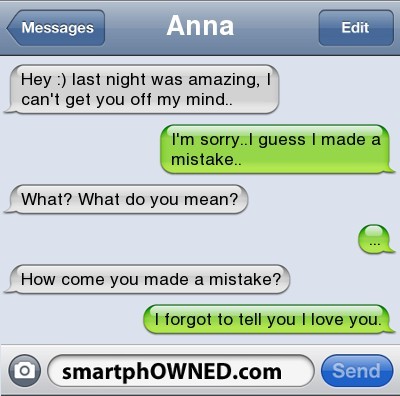 Messages
Anna
Edit
Hey :) last night was amazing, I
can't get you off my mind..
I'm sorry..I guess I made a
mistake..
What? What do you mean?
...
How come you made a mistake?
I forgot to tell you I love you.
smartphOWNED.com
Send